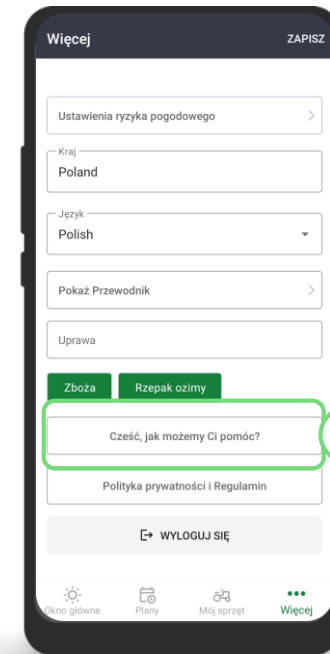 Więcej
ZAPISZ
Ustawienia ryzyka pogodowego
Kraj
Poland
Język
Polish
Pokaż Przewodnik
Uprawa
Zboża
Rzepak ozimy
Cześć, jak możemy Ci pomóc?
Polityka prywatności i Regulamin
WYLOGUJ SIĘ
Okno główne
Plany
Mój sprzęt
Więcej